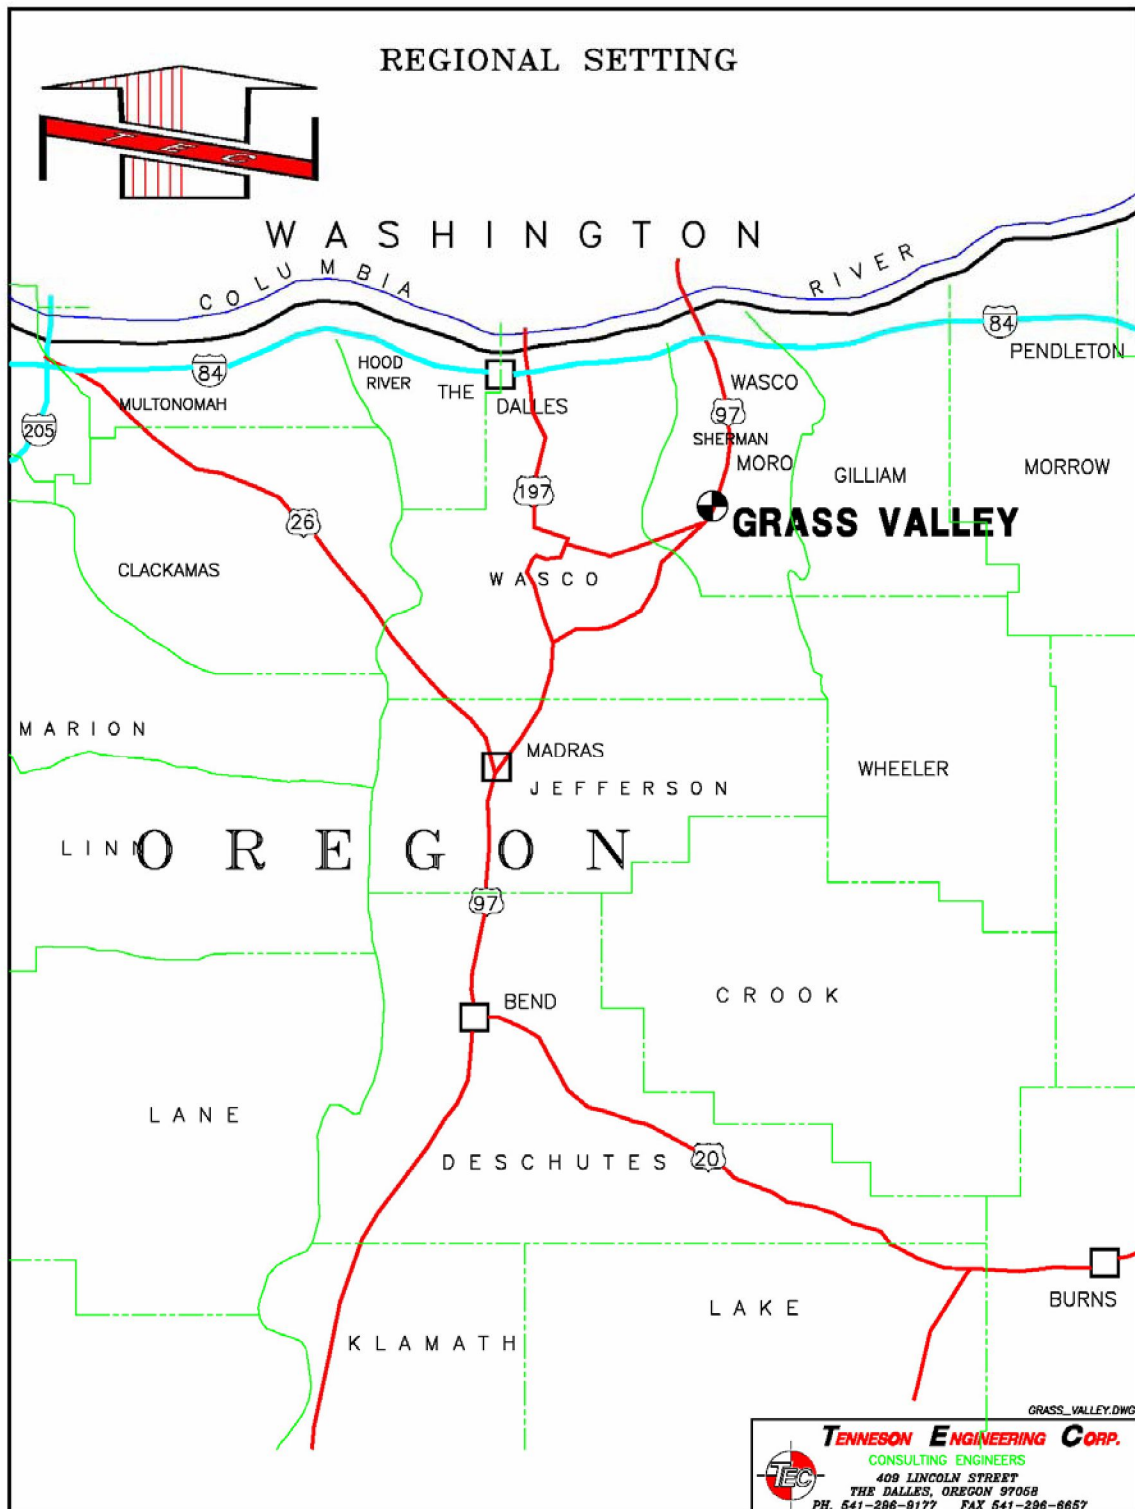 REGIONAL SETTING
T E C
WASHINGTON
COLUMBIA
RIVER
84
PENDLETON
84
HOOD
RIVER
THE
DALLES
WASCO
MULTONOMAH
205
97
SHERMAN
MORO
GILLIAM
MORROW
197
26
GRASS VALLEY
CLACKAMAS
WASCO
MARION
MADRAS
JEFFERSON
WHEELER
LINN
OREGON
97
BEND
CROOK
LANE
DESCHUTES
20
BURNS
LAKE
KLAMATH
GRASS_VALLEY.DWG
TENNESON ENGINEERING CORP.
CONSULTING ENGINEERS
TEC
409 LINCOLN STREET
THE DALLES, OREGON 97058
PH. 541-296-9177 FAX 541-296-6657